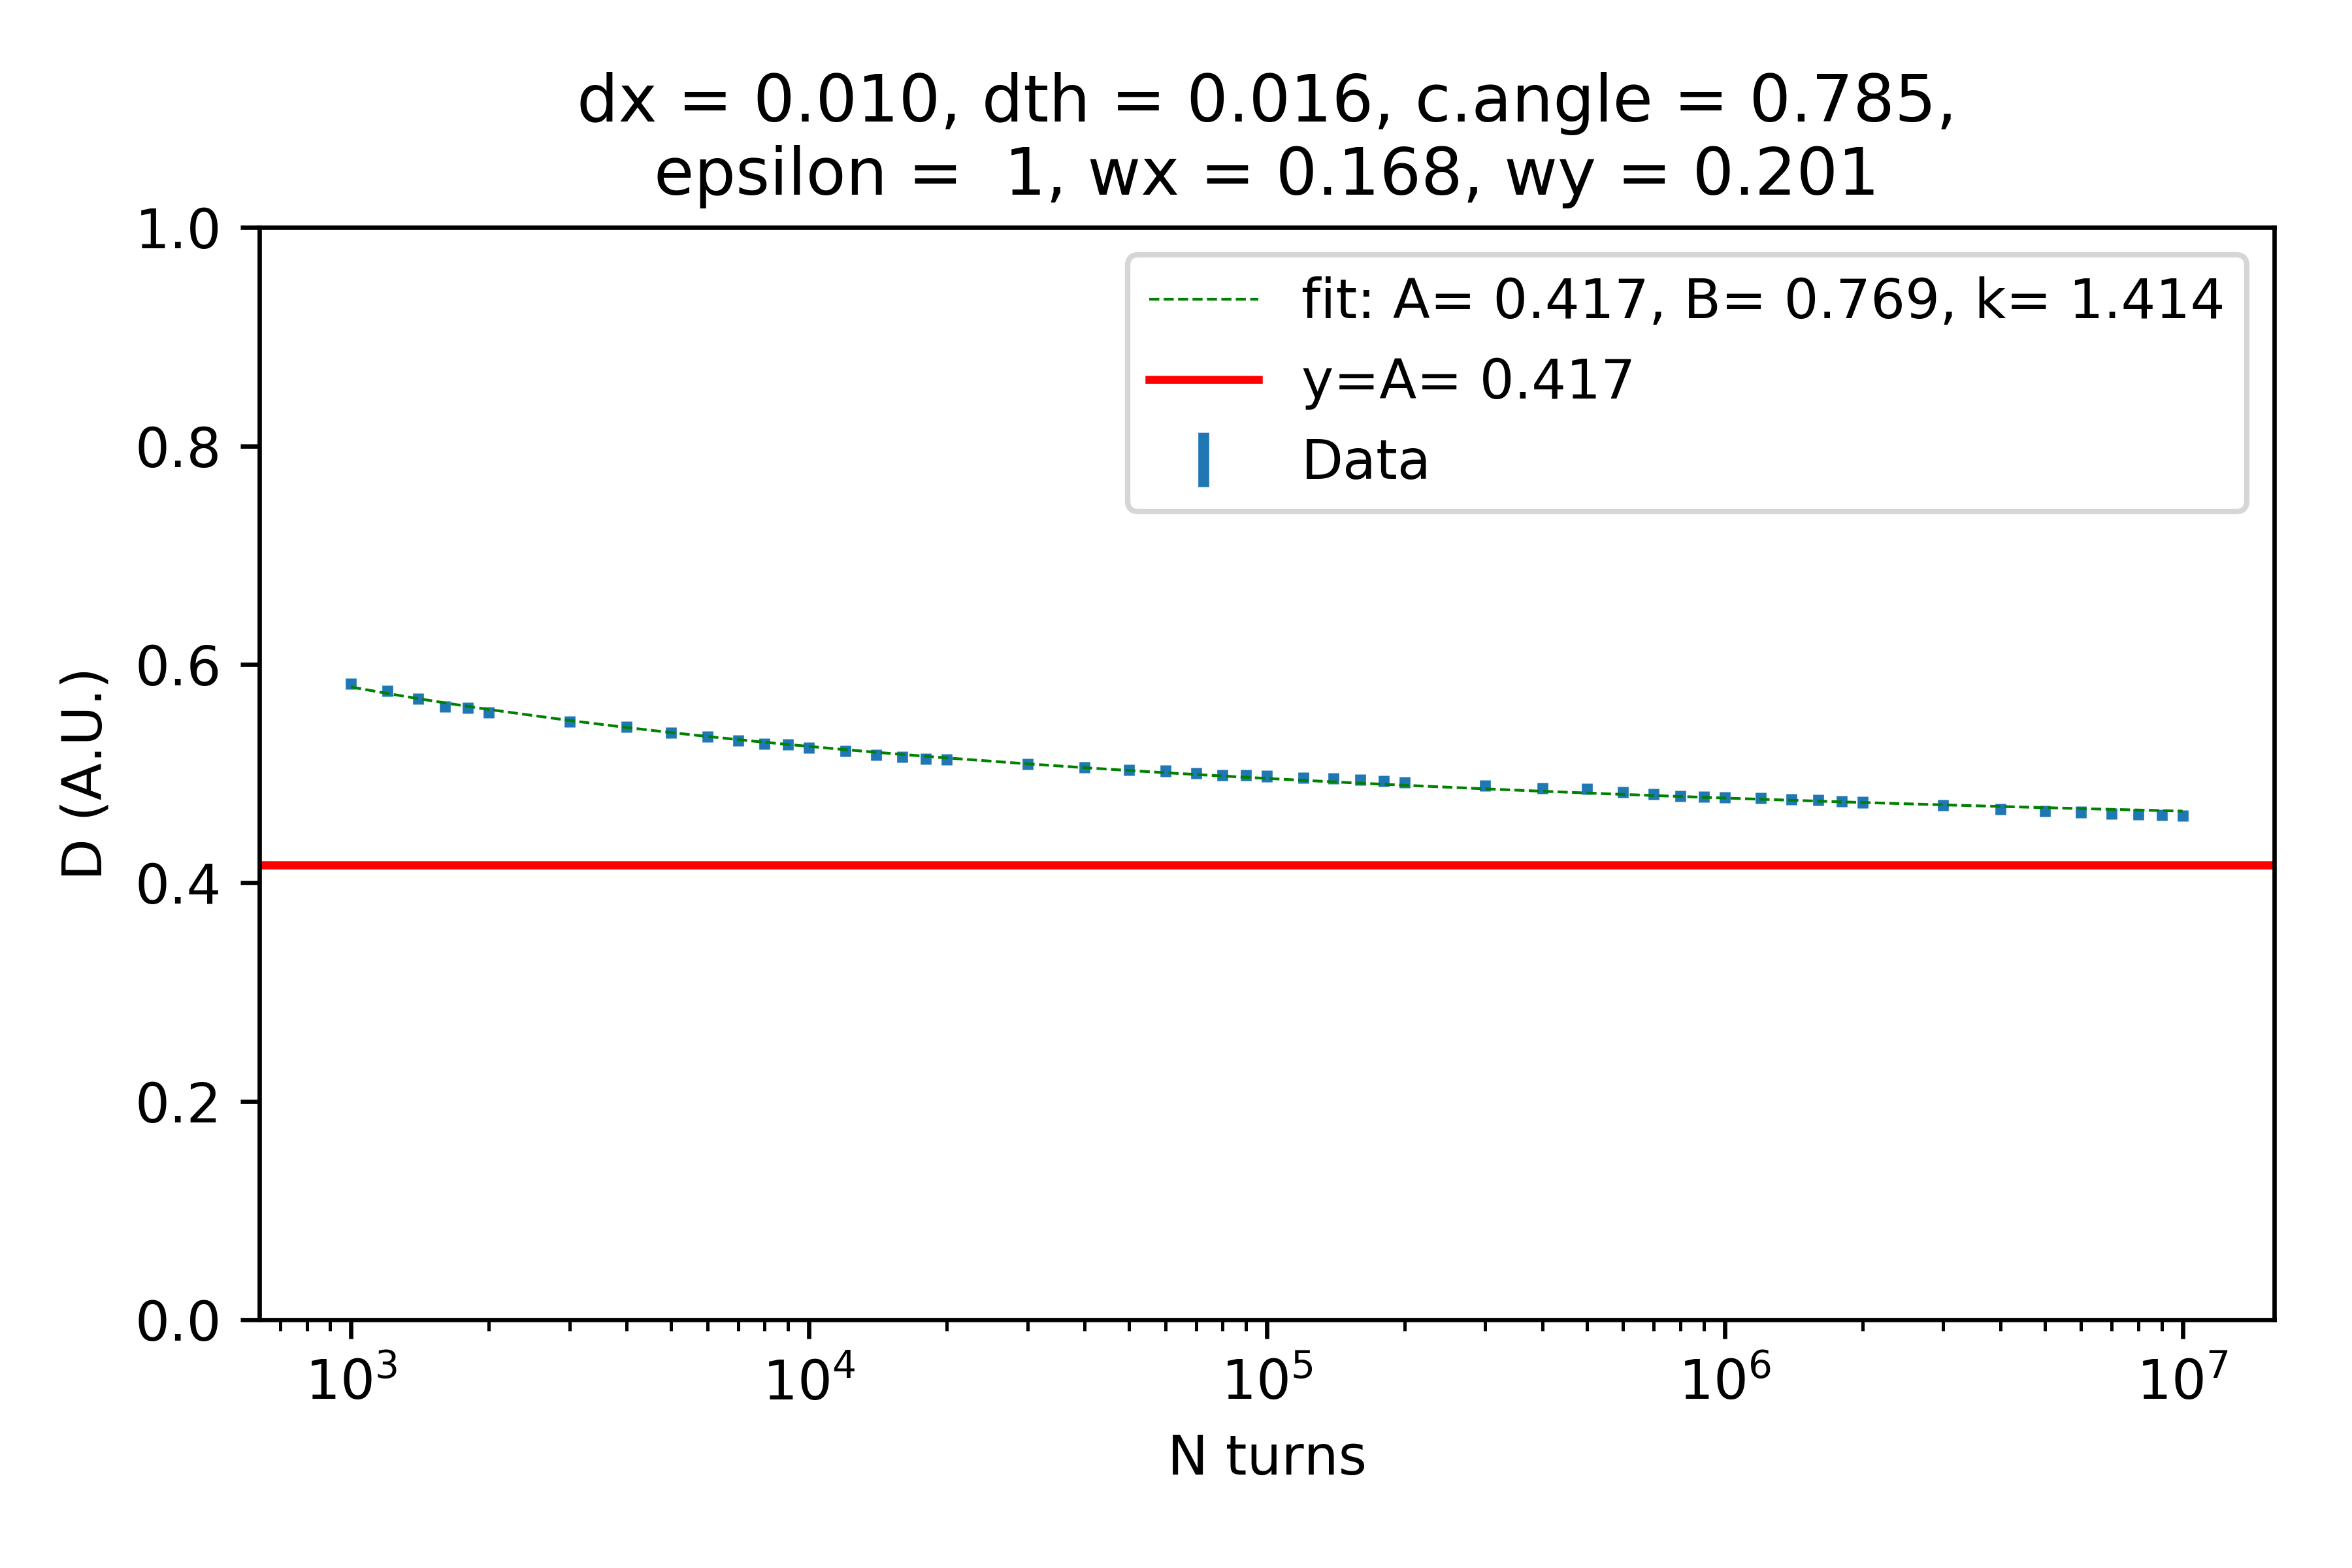 dx = 0.010, dth = 0.016, c.angle = 0.785,
epsilon =  1, wx = 0.168, wy = 0.201
1.0
0.8
0.6
0.4
0.2
0.0
D (A.U.)
fit: A= 0.417, B= 0.769, k= 1.414
y=A= 0.417
Data
10³
10⁴
10⁵
10⁶
10⁷
N turns